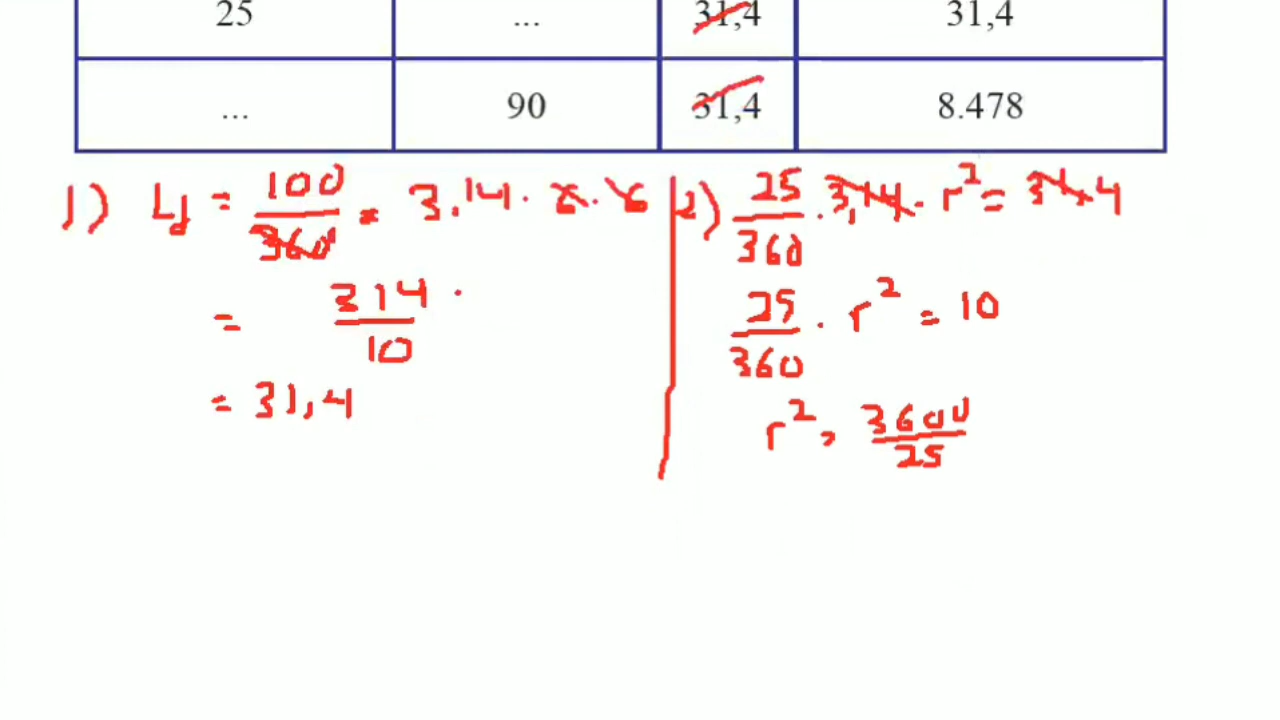 25 ... 31,4 31,4
... 90 31,4 8.478
1) Lj = 100/360 × 3,14 . 6 . 6
= 314/10 .
= 31,4
2) 25/360 . 3,14 . r² = 31,4
25/360 . r² = 10
r² = 3600/25